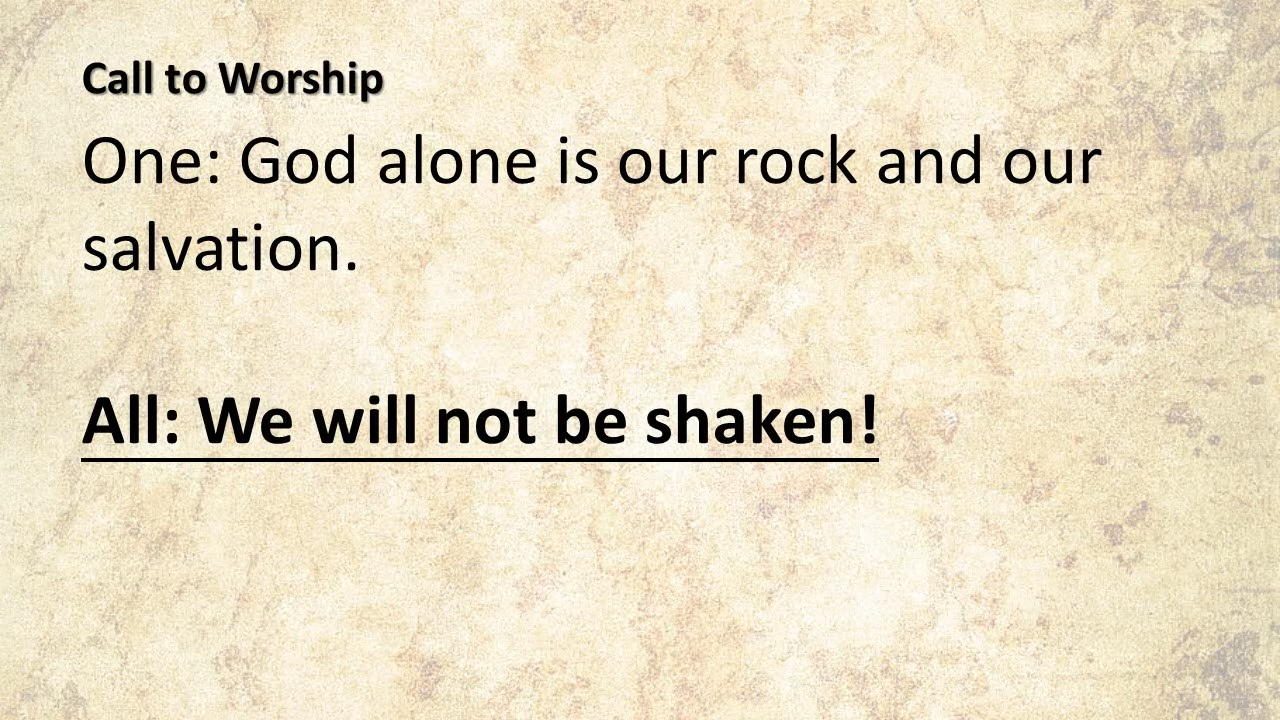 Call to Worship
One: God alone is our rock and our
salvation.
All: We will not be shaken!